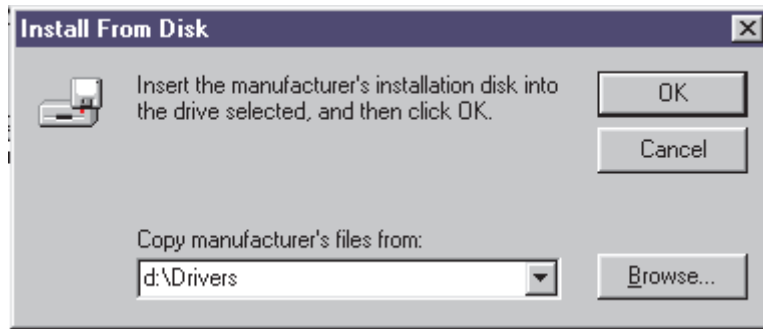 Install From Disk
Insert the manufacturer's installation disk into
the drive selected, and then click OK.
OK
Cancel
Copy manufacturer's files from:
d:\Drivers
Browse...